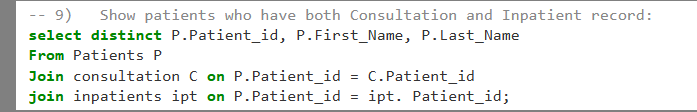 -- 9)   Show patients who have both Consultation and Inpatient record:
select distinct P.Patient_id, P.First_Name, P.Last_Name
From Patients P
Join consultation C on P.Patient_id = C.Patient_id
join inpatients ipt on P.Patient_id = ipt. Patient_id;